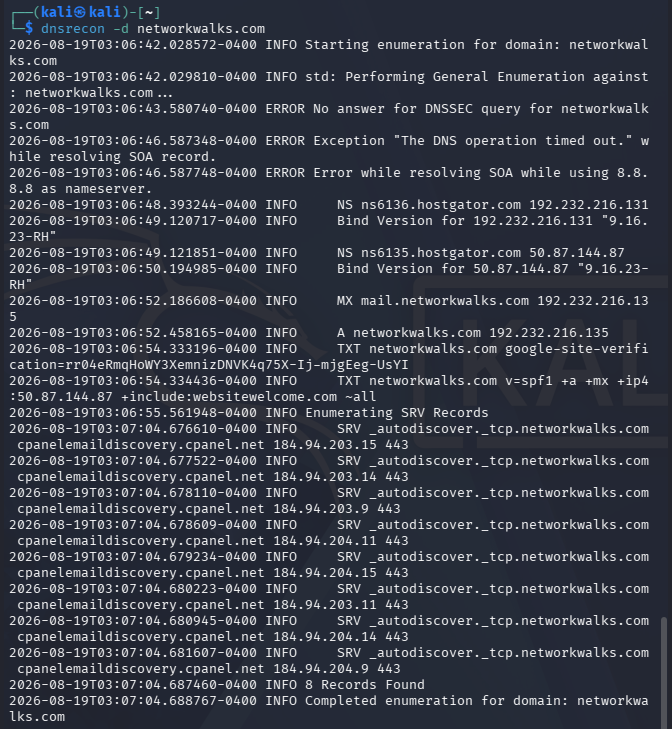 ┌──(kali㉿kali)-[~]
└─$ dnsrecon -d networkwalks.com
2026-08-19T03:06:42.028572-0400 INFO Starting enumeration for domain: networkwal
ks.com
2026-08-19T03:06:42.029810-0400 INFO std: Performing General Enumeration against
: networkwalks.com...
2026-08-19T03:06:43.580740-0400 ERROR No answer for DNSSEC query for networkwalk
s.com
2026-08-19T03:06:46.587348-0400 ERROR Exception "The DNS operation timed out." w
hile resolving SOA record.
2026-08-19T03:06:46.587748-0400 ERROR Error while resolving SOA while using 8.8.
8.8 as nameserver.
2026-08-19T03:06:48.393244-0400 INFO     NS ns6136.hostgator.com 192.232.216.131
2026-08-19T03:06:49.120717-0400 INFO     Bind Version for 192.232.216.131 "9.16.
23-RH"
2026-08-19T03:06:49.121851-0400 INFO     NS ns6135.hostgator.com 50.87.144.87
2026-08-19T03:06:50.194985-0400 INFO     Bind Version for 50.87.144.87 "9.16.23-
RH"
2026-08-19T03:06:52.186608-0400 INFO     MX mail.networkwalks.com 192.232.216.13
5
2026-08-19T03:06:52.458165-0400 INFO     A networkwalks.com 192.232.216.135
2026-08-19T03:06:54.333196-0400 INFO     TXT networkwalks.com google-site-verifi
cation=rr04eRmqHoWY3XemnizDNVK4q75X-Ij-mjgEeg-UsYI
2026-08-19T03:06:54.334436-0400 INFO     TXT networkwalks.com v=spf1 +a +mx +ip4
:50.87.144.87 +include:websitewelcome.com ~all
2026-08-19T03:06:55.561948-0400 INFO Enumerating SRV Records
2026-08-19T03:07:04.676610-0400 INFO     SRV _autodiscover._tcp.networkwalks.com
 cpanelemaildiscovery.cpanel.net 184.94.203.15 443
2026-08-19T03:07:04.677522-0400 INFO     SRV _autodiscover._tcp.networkwalks.com
 cpanelemaildiscovery.cpanel.net 184.94.203.14 443
2026-08-19T03:07:04.678110-0400 INFO     SRV _autodiscover._tcp.networkwalks.com
 cpanelemaildiscovery.cpanel.net 184.94.203.9 443
2026-08-19T03:07:04.678609-0400 INFO     SRV _autodiscover._tcp.networkwalks.com
 cpanelemaildiscovery.cpanel.net 184.94.204.11 443
2026-08-19T03:07:04.679234-0400 INFO     SRV _autodiscover._tcp.networkwalks.com
 cpanelemaildiscovery.cpanel.net 184.94.204.15 443
2026-08-19T03:07:04.680223-0400 INFO     SRV _autodiscover._tcp.networkwalks.com
 cpanelemaildiscovery.cpanel.net 184.94.203.11 443
2026-08-19T03:07:04.680945-0400 INFO     SRV _autodiscover._tcp.networkwalks.com
 cpanelemaildiscovery.cpanel.net 184.94.204.14 443
2026-08-19T03:07:04.681607-0400 INFO     SRV _autodiscover._tcp.networkwalks.com
 cpanelemaildiscovery.cpanel.net 184.94.204.9 443
2026-08-19T03:07:04.687460-0400 INFO 8 Records Found
2026-08-19T03:07:04.688767-0400 INFO Completed enumeration for domain: networkwa
lks.com
KAL